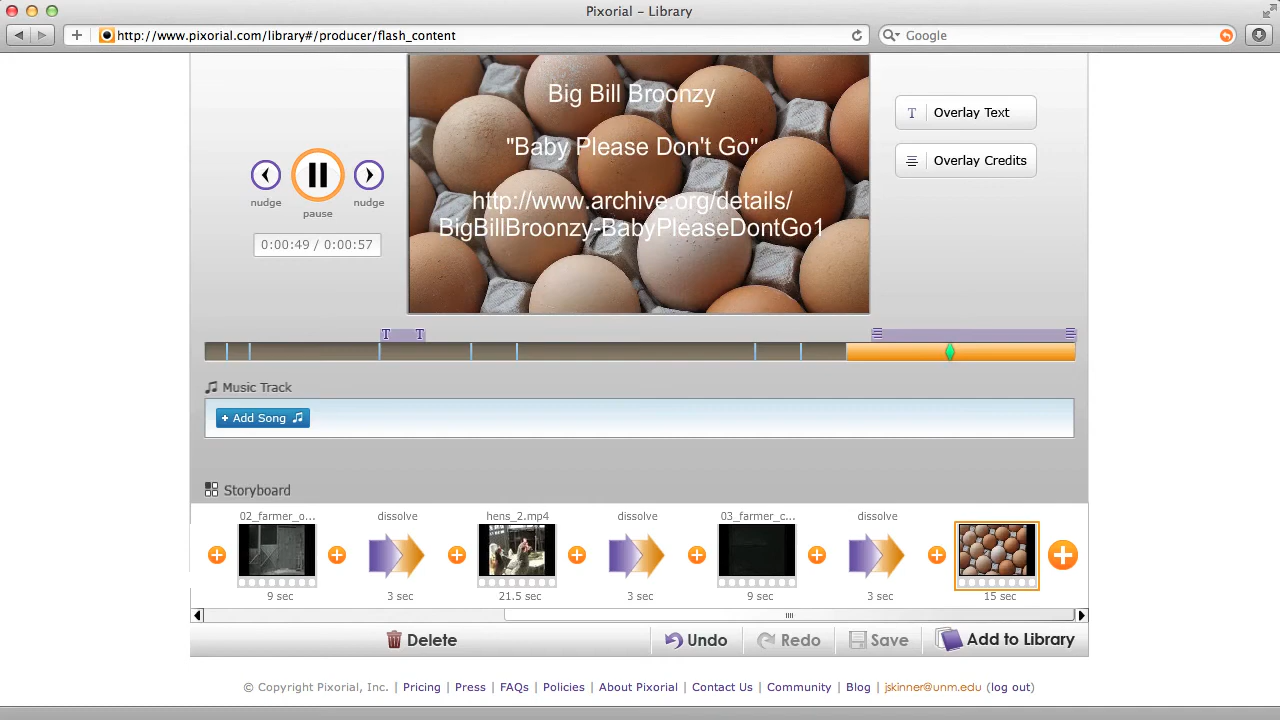 Pixorial – Library
http://www.pixorial.com/library#/producer/flash_content
Google
Big Bill Broonzy
"Baby Please Don't Go"
http://www.archive.org/details/
BigBillBroonzy-BabyPleaseDontGo1
T Overlay Text
Overlay Credits
nudge
pause
nudge
0:00:49 / 0:00:57
T T
Music Track
+ Add Song
Storyboard
02_farmer_o... dissolve hens_2.mp4 dissolve 03_farmer_c... dissolve
9 sec 3 sec 21.5 sec 3 sec 9 sec 3 sec 15 sec
Delete Undo Redo Save Add to Library
© Copyright Pixorial, Inc. | Pricing | Press | FAQs | Policies | About Pixorial | Contact Us | Community | Blog | jskinner@unm.edu (log out)